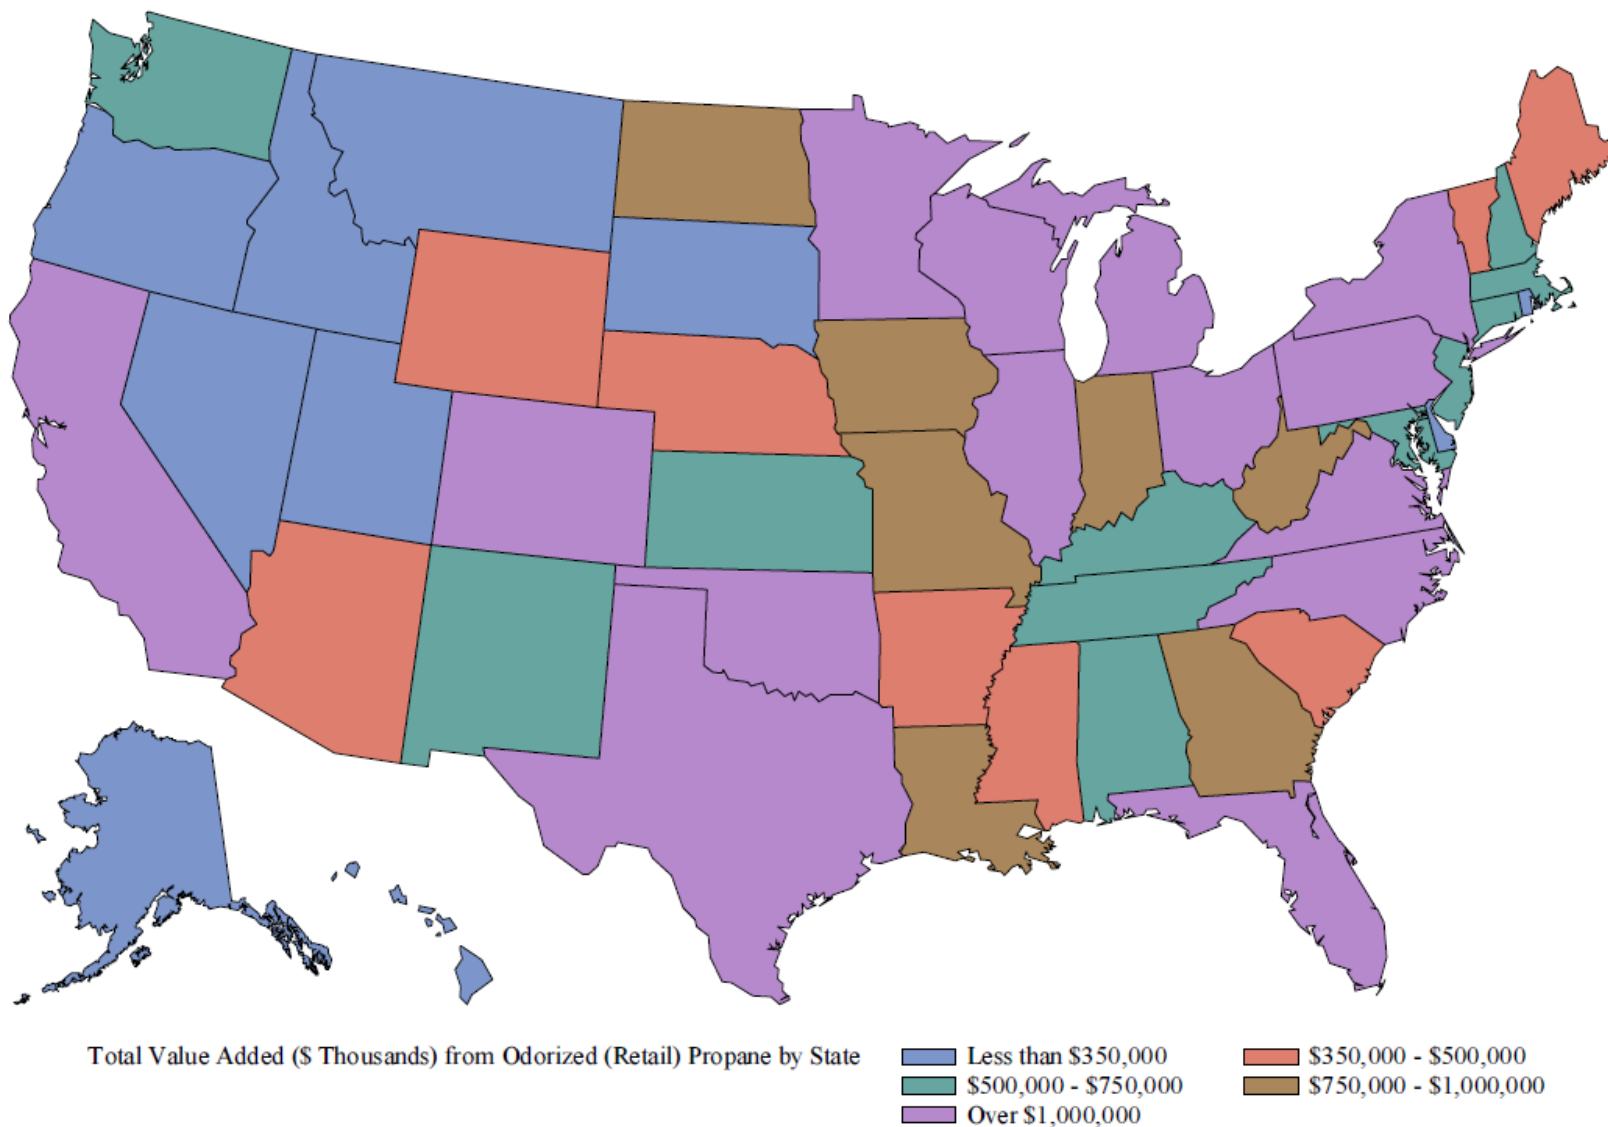 Total Value Added ($ Thousands) from Odorized (Retail) Propane by State
Less than $350,000
$350,000 - $500,000
$500,000 - $750,000
$750,000 - $1,000,000
Over $1,000,000